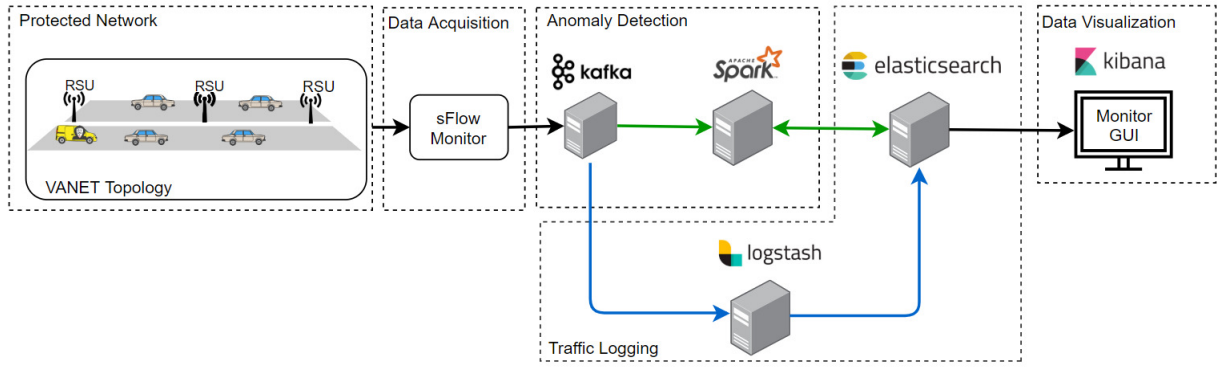 Protected Network
RSU
RSU
RSU
VANET Topology
Data Acquisition
sFlow
Monitor
Anomaly Detection
kafka
APACHE
Spark
elasticsearch
logstash
Traffic Logging
Data Visualization
kibana
Monitor
GUI